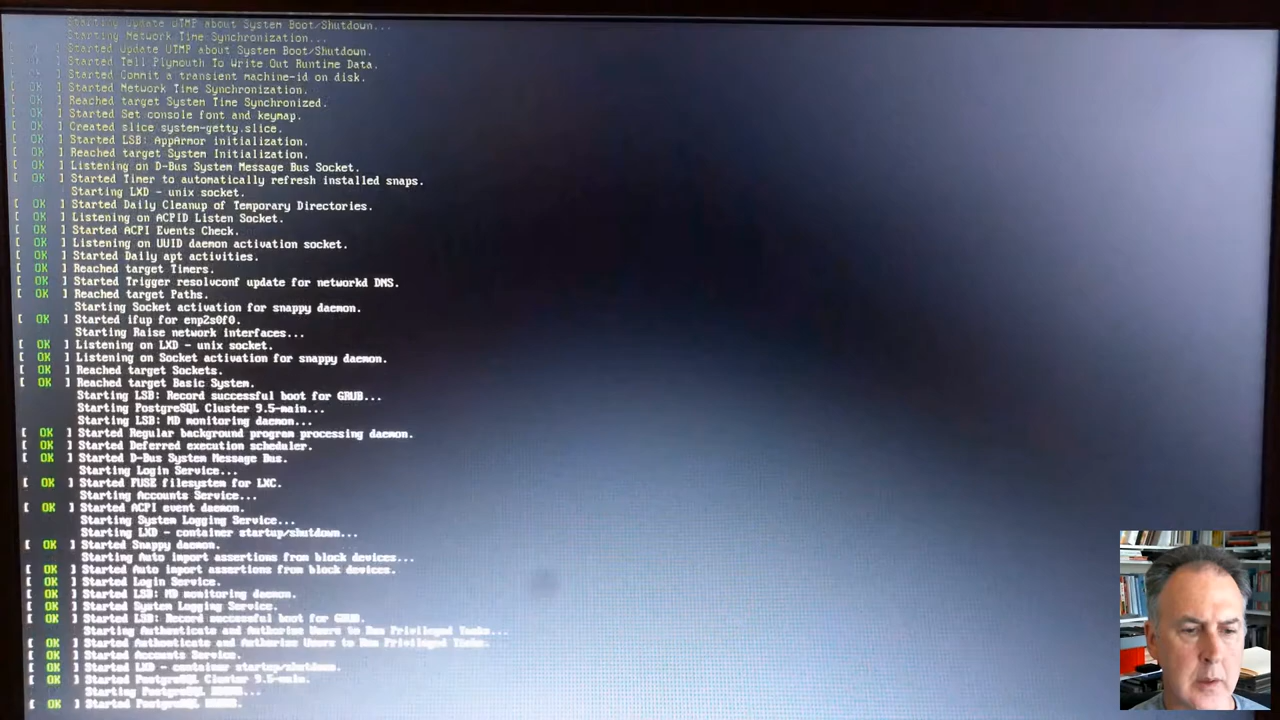 Starting Update UTMP about System Boot/Shutdown...
Starting Network Time Synchronization...
[ OK ] Started Update UTMP about System Boot/Shutdown.
[ OK ] Started Tell Plymouth To Write Out Runtime Data.
[ OK ] Started Commit a transient machine-id on disk.
[ OK ] Started Network Time Synchronization.
[ OK ] Reached target System Time Synchronized.
[ OK ] Started Set console font and keymap.
[ OK ] Created slice system-getty.slice.
[ OK ] Started LSB: AppArmor initialization.
[ OK ] Reached target System Initialization.
[ OK ] Listening on D-Bus System Message Bus Socket.
[ OK ] Started Timer to automatically refresh installed snaps.
Starting LXD - unix socket.
[ OK ] Started Daily Cleanup of Temporary Directories.
[ OK ] Listening on ACPID Listen Socket.
[ OK ] Started ACPI Events Check.
[ OK ] Listening on UUID daemon activation socket.
[ OK ] Started Daily apt activities.
[ OK ] Reached target Timers.
[ OK ] Started Trigger resolvconf update for networkd DNS.
[ OK ] Reached target Paths.
Starting Socket activation for snappy daemon.
[ OK ] Started ifup for enp2s0f0.
Starting Raise network interfaces...
[ OK ] Listening on LXD - unix socket.
[ OK ] Listening on Socket activation for snappy daemon.
[ OK ] Reached target Sockets.
[ OK ] Reached target Basic System.
Starting LSB: Record successful boot for GRUB...
Starting PostgreSQL Cluster 9.5-main...
Starting LSB: MD monitoring daemon...
[ OK ] Started Regular background program processing daemon.
[ OK ] Started Deferred execution scheduler.
[ OK ] Started D-Bus System Message Bus.
Starting Login Service...
[ OK ] Started FUSE filesystem for LXC.
Starting Accounts Service...
[ OK ] Started ACPI event daemon.
Starting System Logging Service...
Starting LXD - container startup/shutdown...
[ OK ] Started Snappy daemon.
Starting Auto import assertions from block devices...
[ OK ] Started Auto import assertions from block devices.
[ OK ] Started Login Service.
[ OK ] Started LSB: MD monitoring daemon.
[ OK ] Started System Logging Service.
[ OK ] Started LSB: Record successful boot for GRUB.
Starting Authenticate and Authorize Users to Run Privileged Tasks...
[ OK ] Started Authenticate and Authorize Users to Run Privileged Tasks.
[ OK ] Started Accounts Service.
[ OK ] Started LXD - container startup/shutdown.
[ OK ] Started PostgreSQL Cluster 9.5-main.
Starting PostgreSQL
[ OK ] Started PostgreSQL